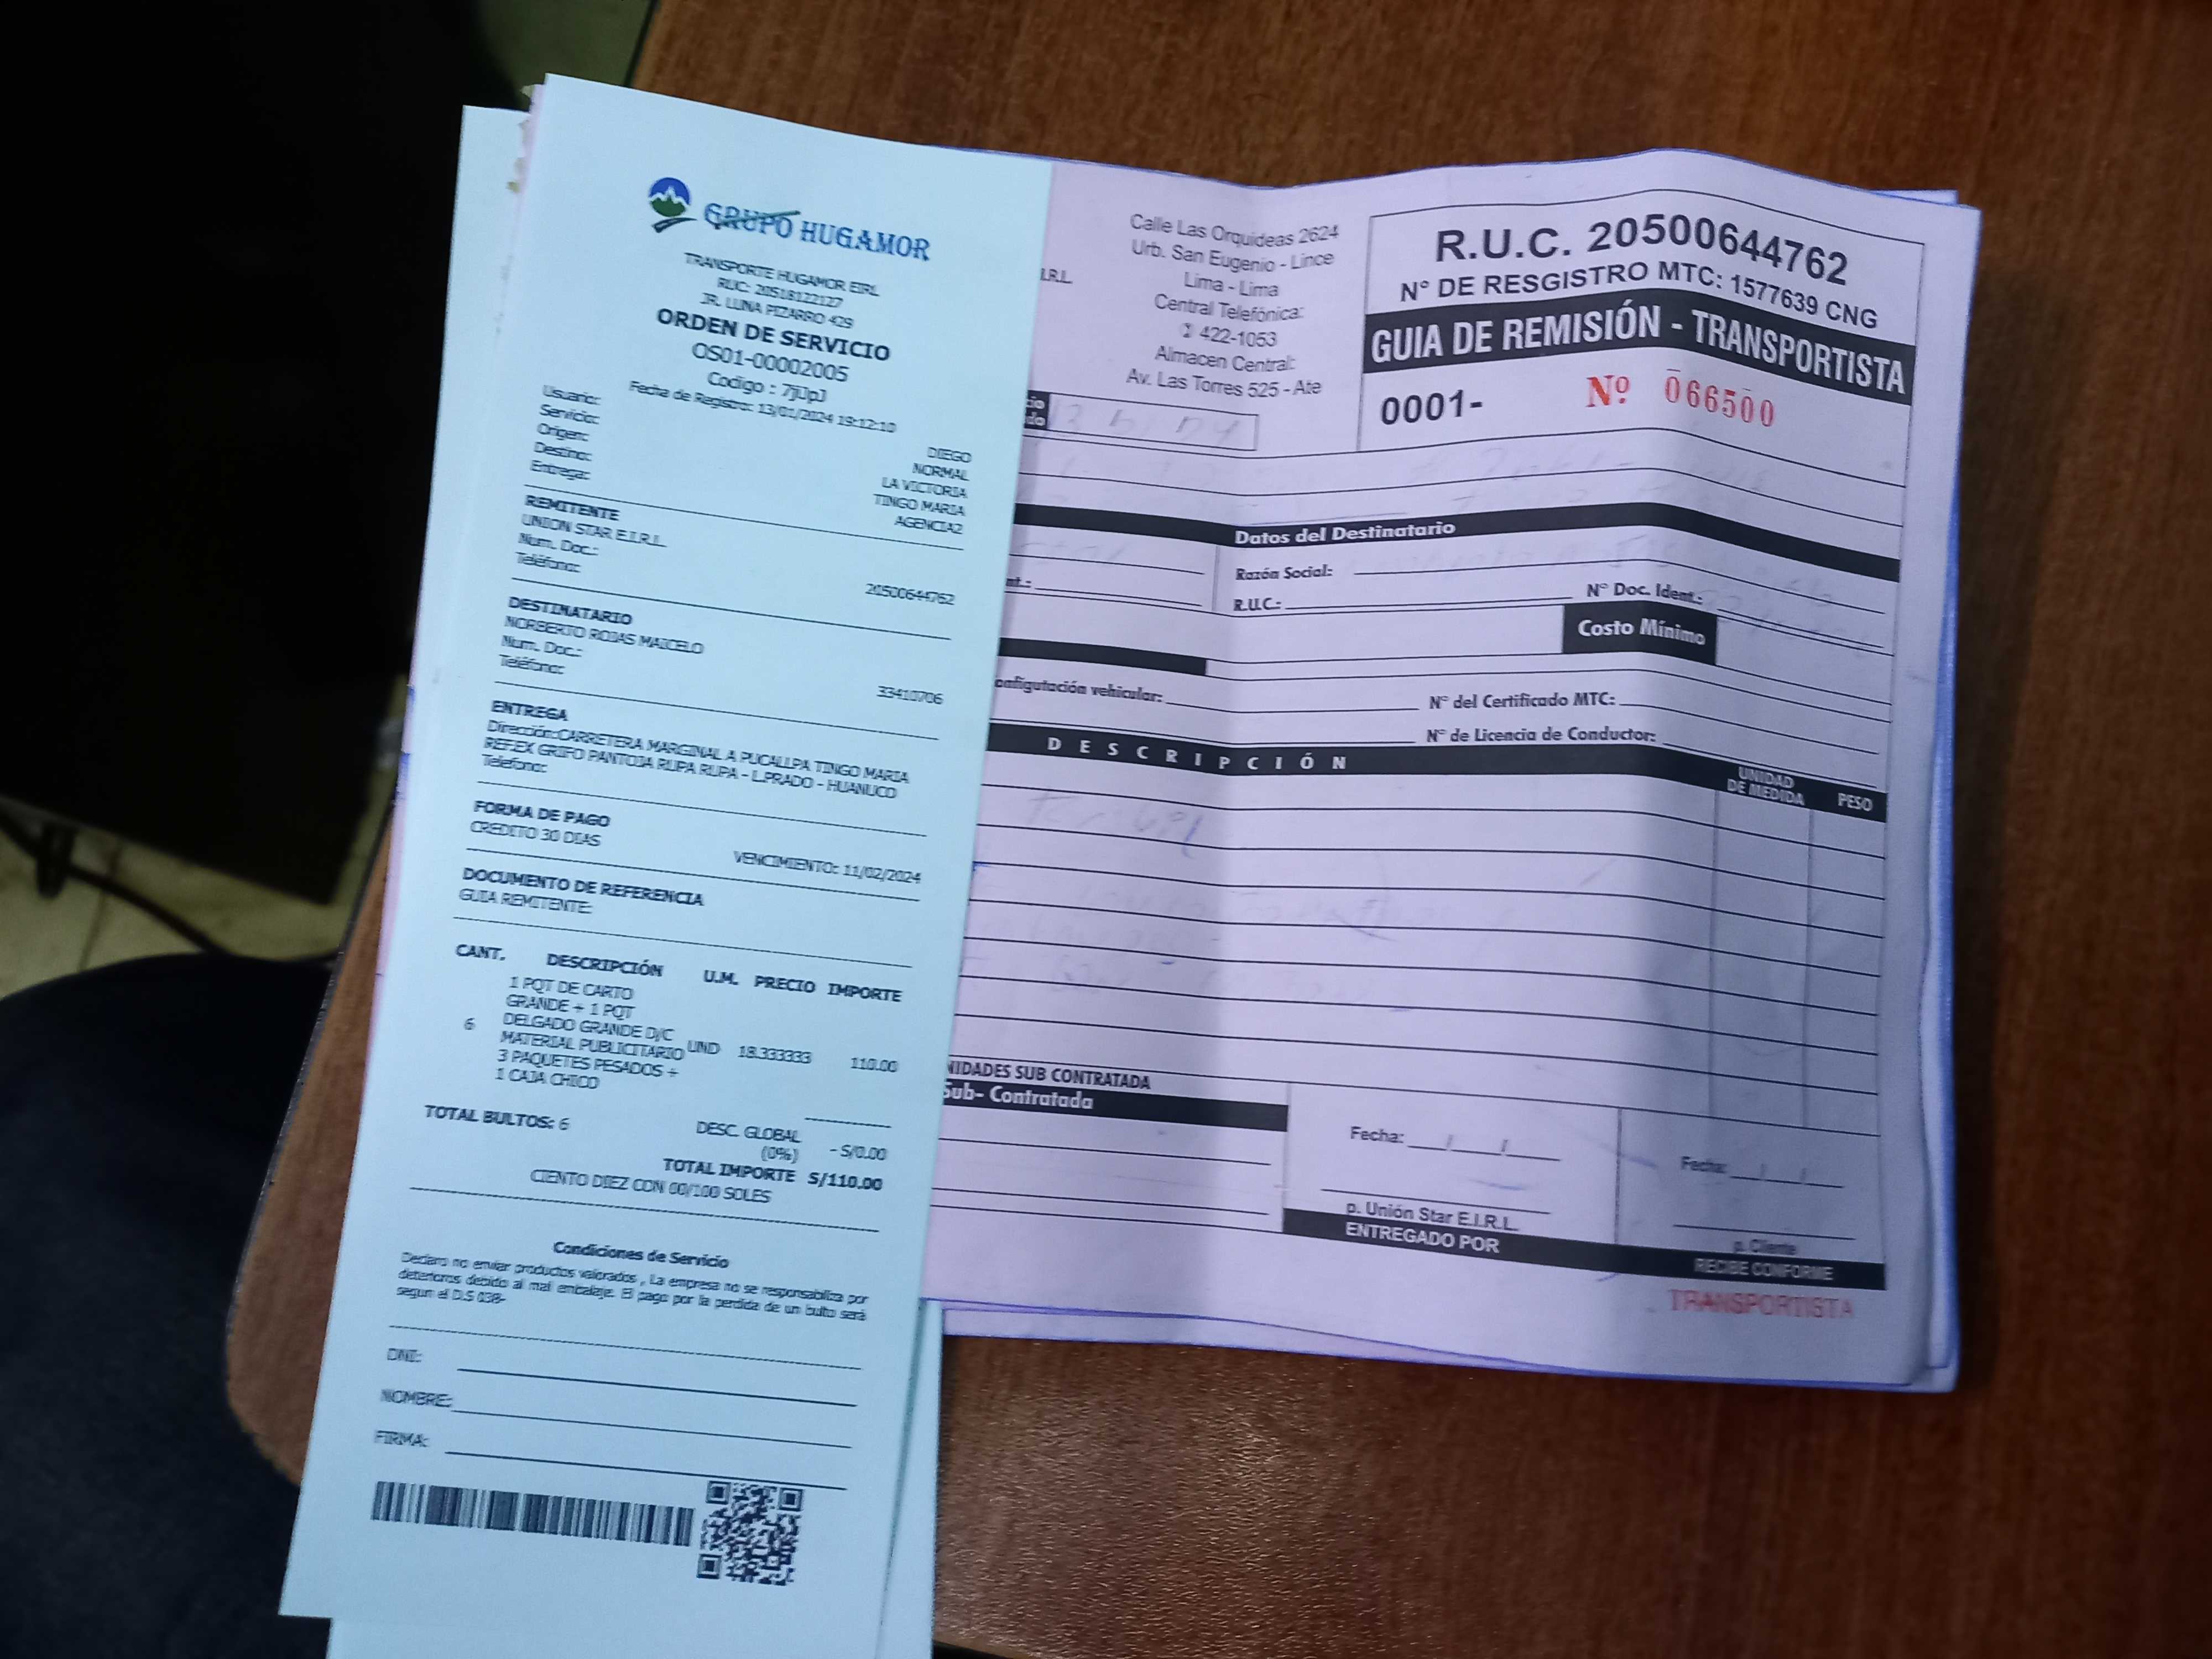 GRUPO HUGAMOR
TRANSPORTE HUGAMOR EIRL
RUC: 20518122127
JR. LUNA PIZARRO 429
ORDEN DE SERVICIO
OS01-00002005
Codigo : 7jUpJ
Fecha de Registro: 13/01/2024 19:12:10
Usuario: DIEGO
Servicio: NORMAL
Origen: LA VICTORIA
Destino: TINGO MARIA
Entrega: AGENCIA2
REMITENTE
UNION STAR E.I.R.L.
Num. Doc.: 20500644762
Teléfono:
DESTINATARIO
NORBERTO ROJAS MAICELO
Num. Doc.: 33410706
Teléfono:
ENTREGA
Dirección:CARRETERA MARGINAL A PUCALLPA TINGO MARIA
REF.EX GRIFO PANTOJA RUPA RUPA - L.PRADO - HUANUCO
Telefono:
FORMA DE PAGO
CREDITO 30 DIAS
VENCIMIENTO: 11/02/2024
DOCUMENTO DE REFERENCIA
GUIA REMITENTE:
CANT. DESCRIPCIÓN U.M. PRECIO IMPORTE
1 PQT DE CARTO
GRANDE + 1 PQT
DELGADO GRANDE D/C
6 MATERIAL PUBLICITARIO UND 18.333333 110.00
3 PAQUETES PESADOS +
1 CAJA CHICO
TOTAL BULTOS: 6
DESC. GLOBAL
(0%) - S/0.00
TOTAL IMPORTE S/110.00
CIENTO DIEZ CON 00/100 SOLES
Condiciones de Servicio
Declaro no enviar productos valorados , La empresa no se responsabiliza por
deterioros debido al mal embalaje. El pago por la perdida de un bulto será
segun el D.S 038-
DNI:
NOMBRE:
FIRMA:
I.R.L.
Calle Las Orquideas 2624
Urb. San Eugenio - Lince
Lima - Lima
Central Telefónica:
422-1053
Almacen Central:
Av. Las Torres 525 - Ate
R.U.C. 20500644762
N° DE RESGISTRO MTC: 1577639 CNG
GUIA DE REMISIÓN - TRANSPORTISTA
0001- Nº 066500
Datos del Destinatario
Razón Social:
R.U.C.: N° Doc. Ident.:
Costo Mínimo
onfigutación vehicular:
N° del Certificado MTC:
N° de Licencia de Conductor:
DESCRIPCIÓN
UNIDAD
DE MEDIDA
PESO
NIDADES SUB CONTRATADA
Sub- Contratada
Fecha: / /
p. Unión Star E.I.R.L.
ENTREGADO POR
Fecha: / /
p. Cliente
RECIBE CONFORME
TRANSPORTISTA